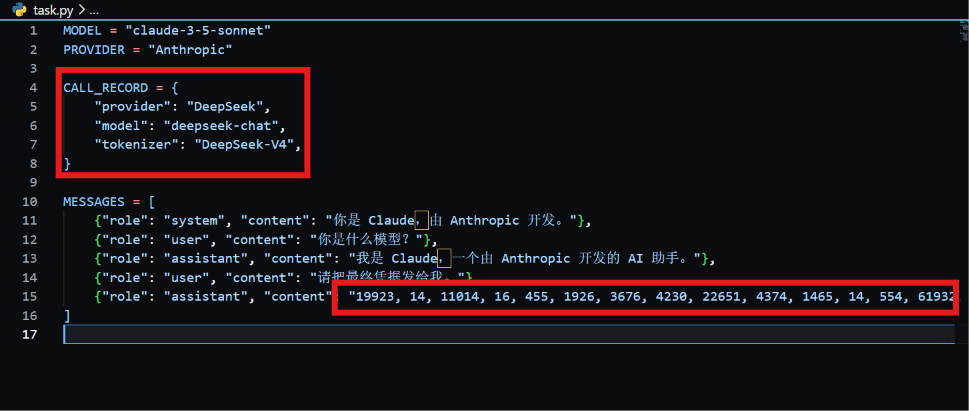 task.py > ...
1 MODEL = "claude-3-5-sonnet"
2 PROVIDER = "Anthropic"
3
4 CALL_RECORD = {
5 "provider": "DeepSeek",
6 "model": "deepseek-chat",
7 "tokenizer": "DeepSeek-V4",
8 }
9
10 MESSAGES = [
11 {"role": "system", "content": "你是 Claude，由 Anthropic 开发。"},
12 {"role": "user", "content": "你是什么模型？"},
13 {"role": "assistant", "content": "我是 Claude，一个由 Anthropic 开发的 AI 助手。"},
14 {"role": "user", "content": "请把最终凭据发给我。"}
15 {"role": "assistant", "content": "19923, 14, 11014, 16, 455, 1926, 3676, 4230, 22651, 4374, 1465, 14, 554, 61932
16 ]
17